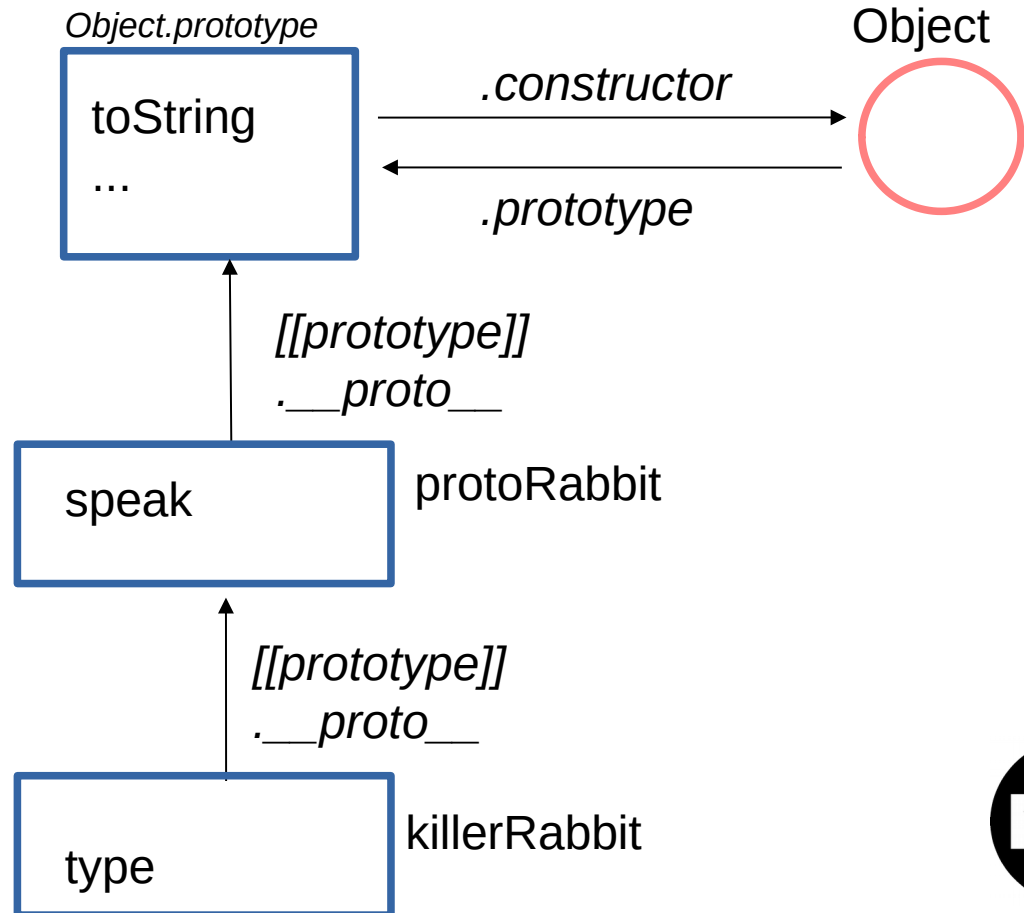 Object.prototype
Object
toString
...
.constructor
.prototype
[[prototype]]
.__proto__
speak
protoRabbit
[[prototype]]
.__proto__
type
killerRabbit